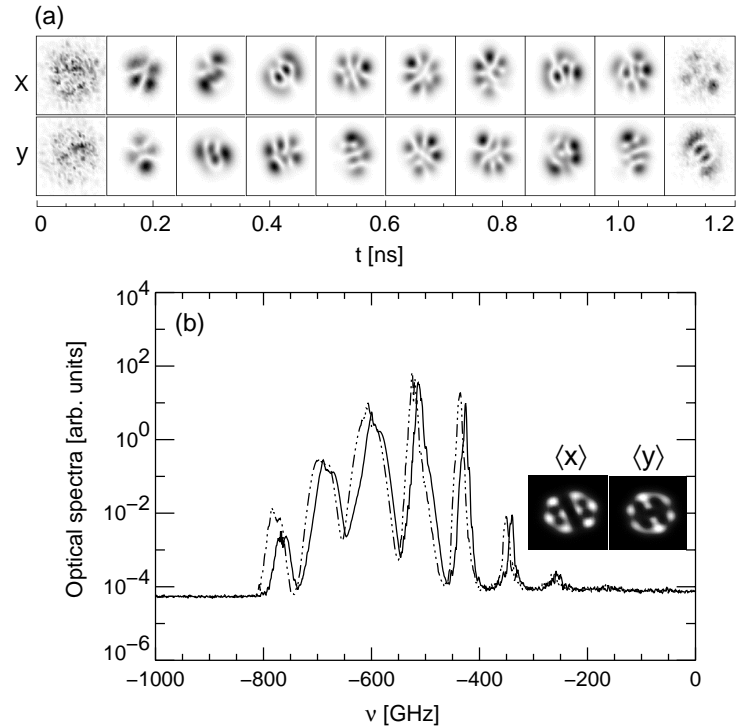 (a)
x
y
0 0.2 0.4 0.6 0.8 1.0 1.2
t [ns]
10^4
(b)
10^2
10^0
⟨x⟩ ⟨y⟩
10^−2
10^−4
10^−6
Optical spectra [arb. units]
−1000 −800 −600 −400 −200 0
ν [GHz]